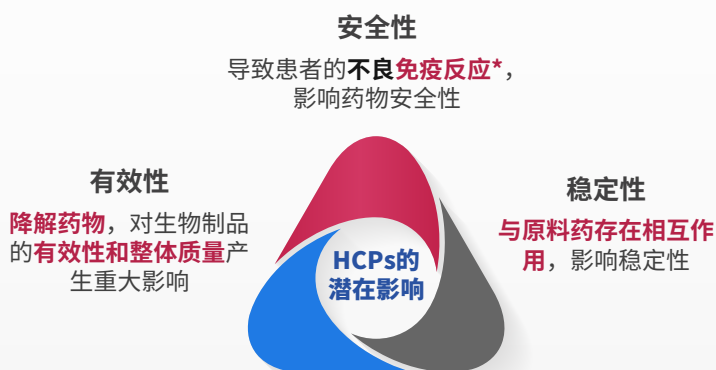 安全性
导致患者的不良免疫反应*，
影响药物安全性
有效性
降解药物，对生物制品
的有效性和整体质量产
生重大影响
稳定性
与原料药存在相互作
用，影响稳定性
HCPs的
潜在影响